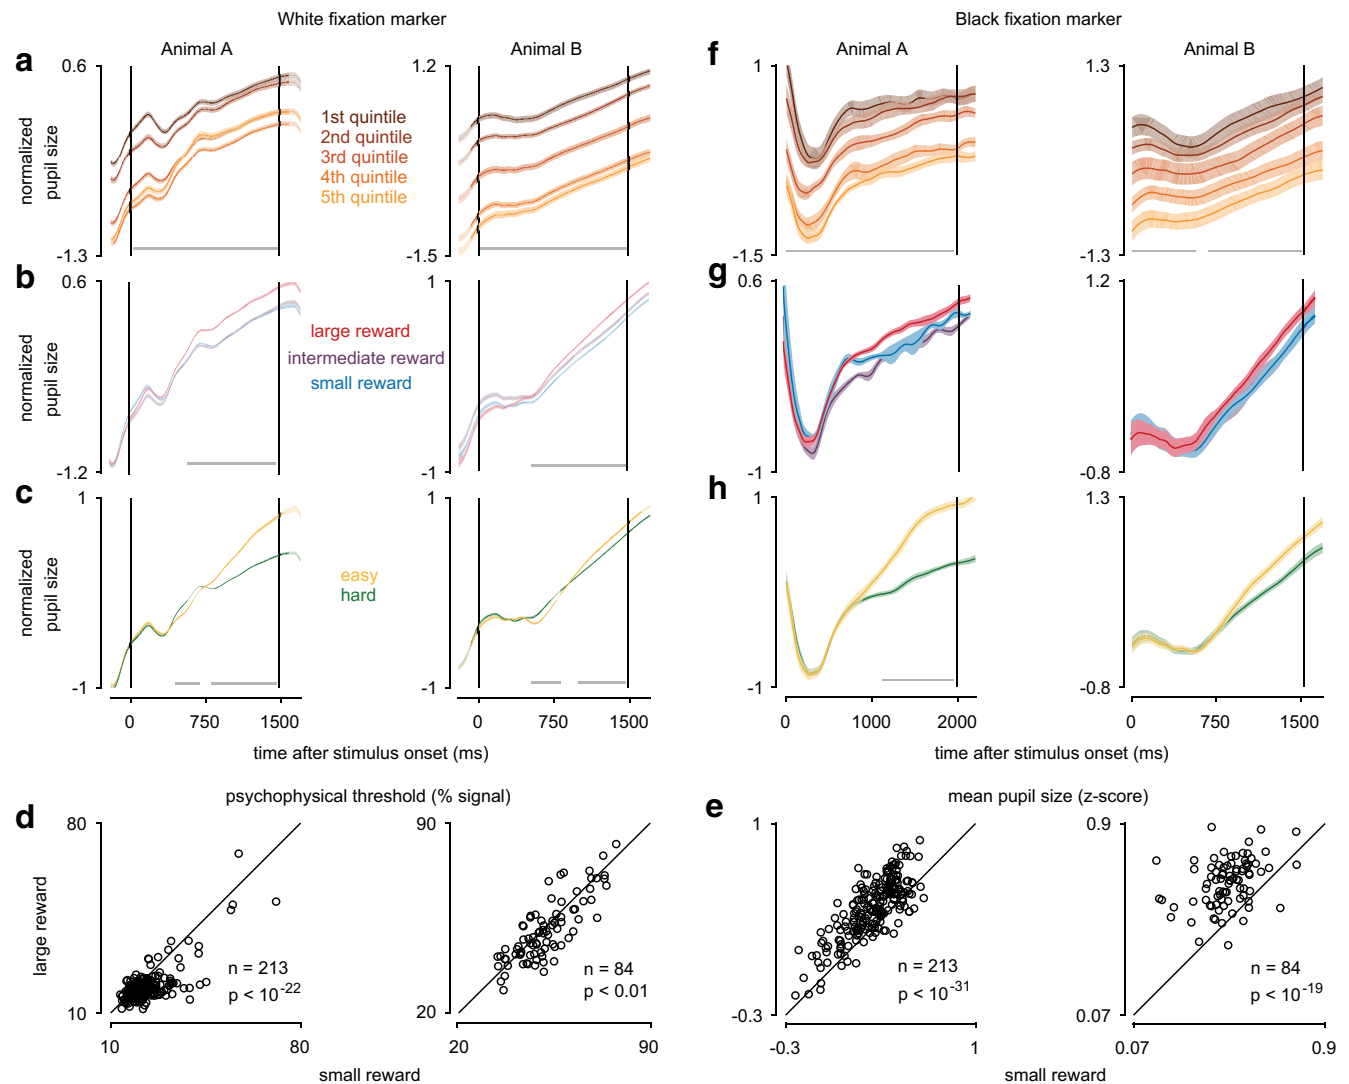 White fixation marker
Black fixation marker
a
Animal A
Animal B
f
Animal A
Animal B
0.6
1.2
1
1.3
normalized
pupil size
1st quintile
2nd quintile
3rd quintile
4th quintile
5th quintile
-1.3
-1.5
-1.5
-1.3
b
g
0.6
1
0.6
1.2
normalized
pupil size
large reward
intermediate reward
small reward
-1.2
-1
-1
-0.8
c
h
1
1
1
1.3
normalized
pupil size
easy
hard
-1
-1
-1
-0.8
0 750 1500
0 750 1500
0 1000 2000
0 750 1500
time after stimulus onset (ms)
time after stimulus onset (ms)
d
psychophysical threshold (% signal)
e
mean pupil size (z-score)
80
90
1
0.9
large reward
n = 213
p < 10-22
n = 84
p < 0.01
n = 213
p < 10-31
n = 84
p < 10-19
10
20
-0.3
0.07
10 80
20 90
-0.3 1
0.07 0.9
small reward
small reward